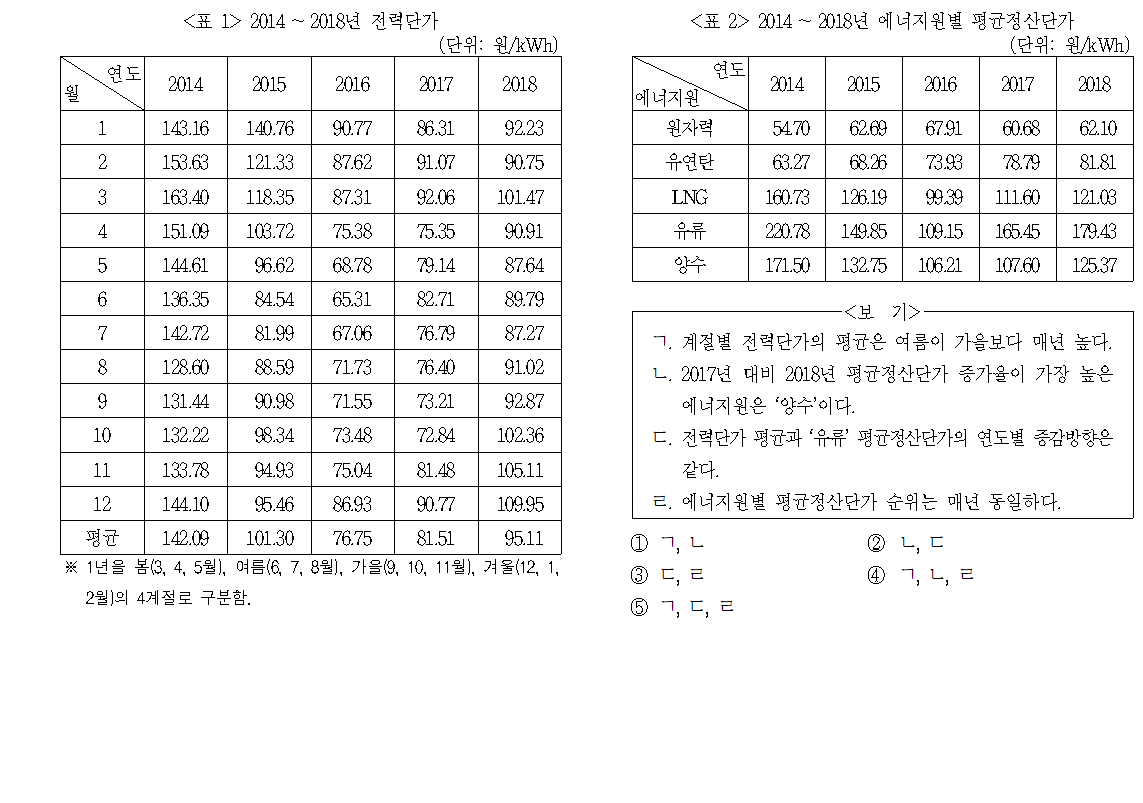 <표 1> 2014 ~ 2018년 전력단가
(단위: 원/kWh)
월 연도 2014 2015 2016 2017 2018
1 143.16 140.76 90.77 86.31 92.23
2 153.63 121.33 87.62 91.07 90.75
3 163.40 118.35 87.31 92.06 101.47
4 151.09 103.72 75.38 75.35 90.91
5 144.61 96.62 68.78 79.14 87.64
6 136.35 84.54 65.31 82.71 89.79
7 142.72 81.99 67.06 76.79 87.27
8 128.60 88.59 71.73 76.40 91.02
9 131.44 90.98 71.55 73.21 92.87
10 132.22 98.34 73.48 72.84 102.36
11 133.78 94.93 75.04 81.48 105.11
12 144.10 95.46 86.93 90.77 109.95
평균 142.09 101.30 76.75 81.51 95.11
※ 1년을 봄(3, 4, 5월), 여름(6, 7, 8월), 가을(9, 10, 11월), 겨울(12, 1,
2월)의 4계절로 구분함.
<표 2> 2014 ~ 2018년 에너지원별 평균정산단가
(단위: 원/kWh)
에너지원 연도 2014 2015 2016 2017 2018
원자력 54.70 62.69 67.91 60.68 62.10
유연탄 63.27 68.26 73.93 78.79 81.81
LNG 160.73 126.19 99.39 111.60 121.03
유류 220.78 149.85 109.15 165.45 179.43
양수 171.50 132.75 106.21 107.60 125.37
<보 기>
ㄱ. 계절별 전력단가의 평균은 여름이 가을보다 매년 높다.
ㄴ. 2017년 대비 2018년 평균정산단가 증가율이 가장 높은
에너지원은 ‘양수’이다.
ㄷ. 전력단가 평균과 ‘유류’ 평균정산단가의 연도별 증감방향은
같다.
ㄹ. 에너지원별 평균정산단가 순위는 매년 동일하다.
① ㄱ, ㄴ ② ㄴ, ㄷ
③ ㄷ, ㄹ ④ ㄱ, ㄴ, ㄹ
⑤ ㄱ, ㄷ, ㄹ